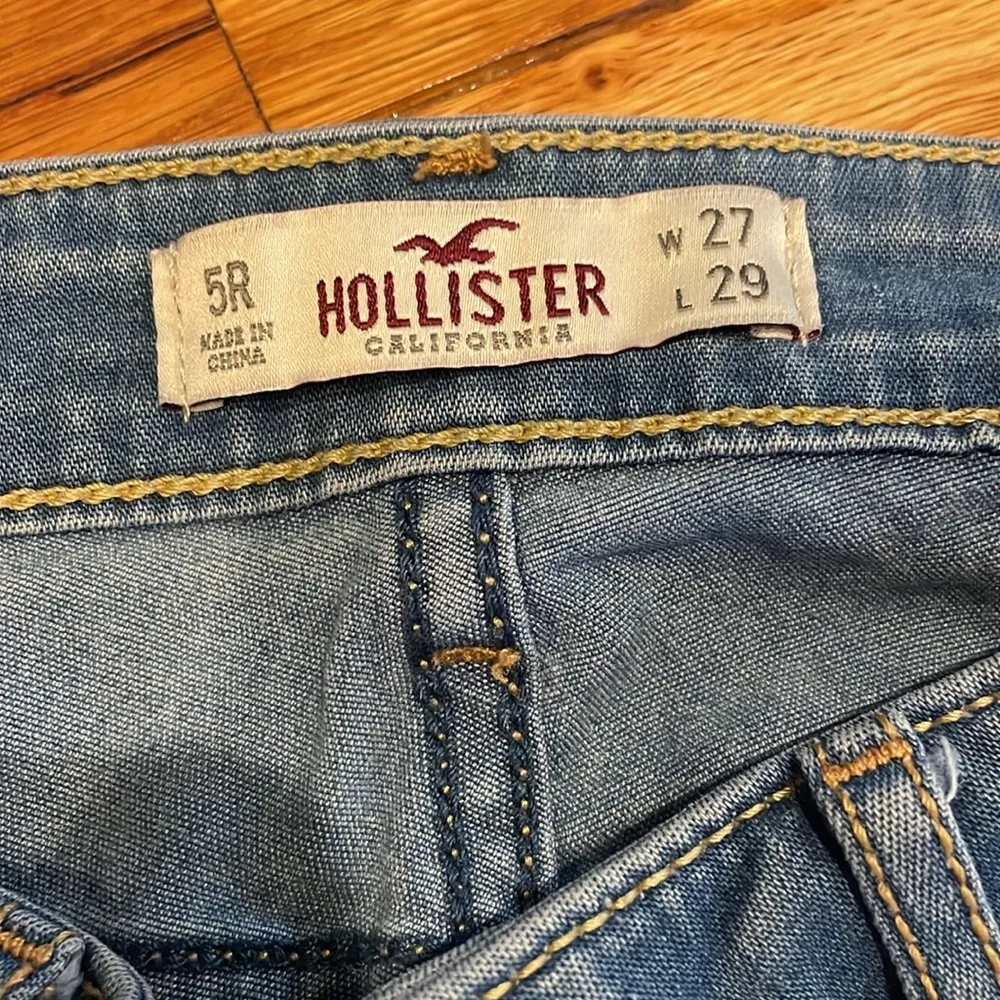 5R
MADE IN
CHINA
HOLLISTER
CALIFORNIA
W 27
L 29